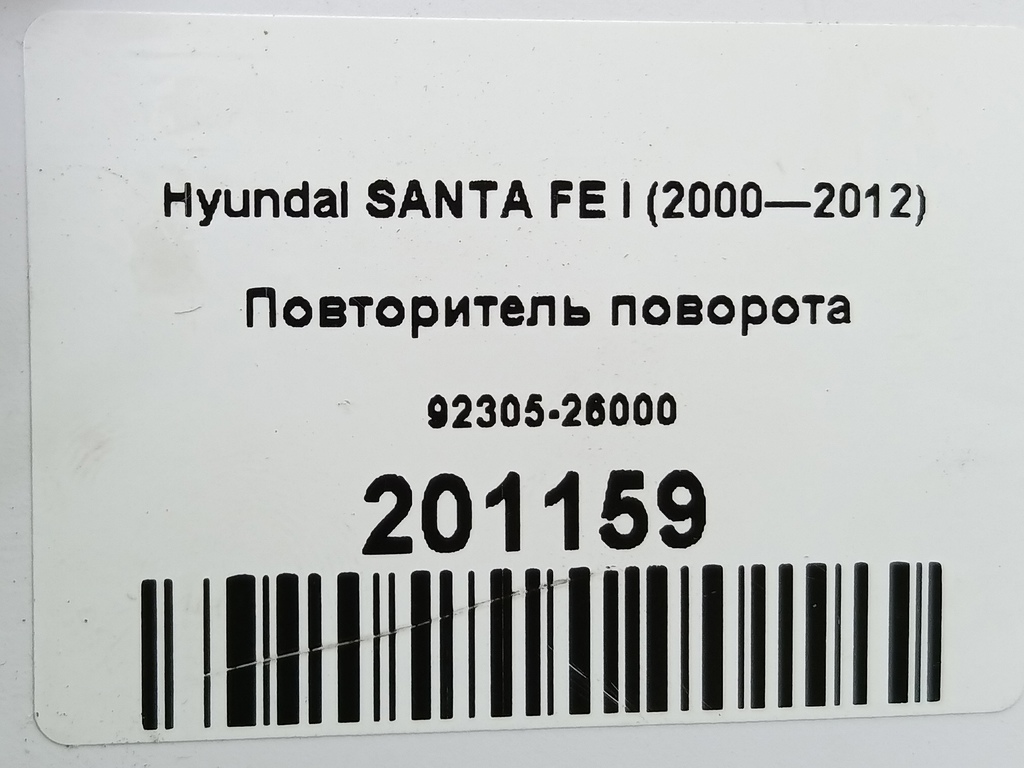 Hyundai SANTA FE I (2000—2012)
Повторитель поворота
92305-26000
201159